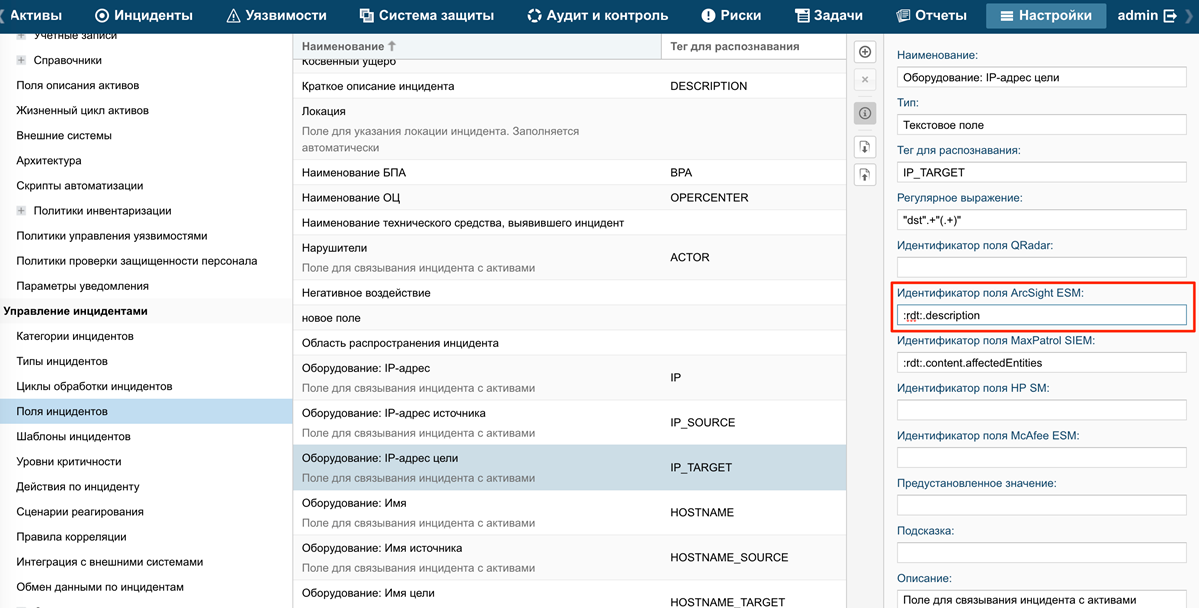 Активы Инциденты Уязвимости Система защиты Аудит и контроль Риски Задачи Отчеты Настройки admin
Учетные записи
Справочники
Поля описания активов
Жизненный цикл активов
Внешние системы
Архитектура
Скрипты автоматизации
Политики инвентаризации
Политики управления уязвимостями
Политики проверки защищенности персонала
Параметры уведомления
Управление инцидентами
Категории инцидентов
Типы инцидентов
Циклы обработки инцидентов
Поля инцидентов
Шаблоны инцидентов
Уровни критичности
Действия по инциденту
Сценарии реагирования
Правила корреляции
Интеграция с внешними системами
Обмен данными по инцидентам
Наименование ↑ Тег для распознавания
Косвенный ущерб
Краткое описание инцидента DESCRIPTION
Локация
Поле для указания локации инцидента. Заполняется
автоматически
Наименование БПА BPA
Наименование ОЦ OPERCENTER
Наименование технического средства, выявившего инцидент
Нарушители
Поле для связывания инцидента с активами
ACTOR
Негативное воздействие
новое поле
Область распространения инцидента
Оборудование: IP-адрес
Поле для связывания инцидента с активами
IP
Оборудование: IP-адрес источника
Поле для связывания инцидента с активами
IP_SOURCE
Оборудование: IP-адрес цели
Поле для связывания инцидента с активами
IP_TARGET
Оборудование: Имя
Поле для связывания инцидента с активами
HOSTNAME
Оборудование: Имя источника
Поле для связывания инцидента с активами
HOSTNAME_SOURCE
Оборудование: Имя цели
HOSTNAME_TARGET
Наименование:
Оборудование: IP-адрес цели
Тип:
Текстовое поле
Тег для распознавания:
IP_TARGET
Регулярное выражение:
"dst".+"(.+)"
Идентификатор поля QRadar:
Идентификатор поля ArcSight ESM:
:rdt:.description
Идентификатор поля MaxPatrol SIEM:
:rdt:.content.affectedEntities
Идентификатор поля HP SM:
Идентификатор поля McAfee ESM:
Предустановленное значение:
Подсказка:
Описание:
Поле для связывания инцидента с активами